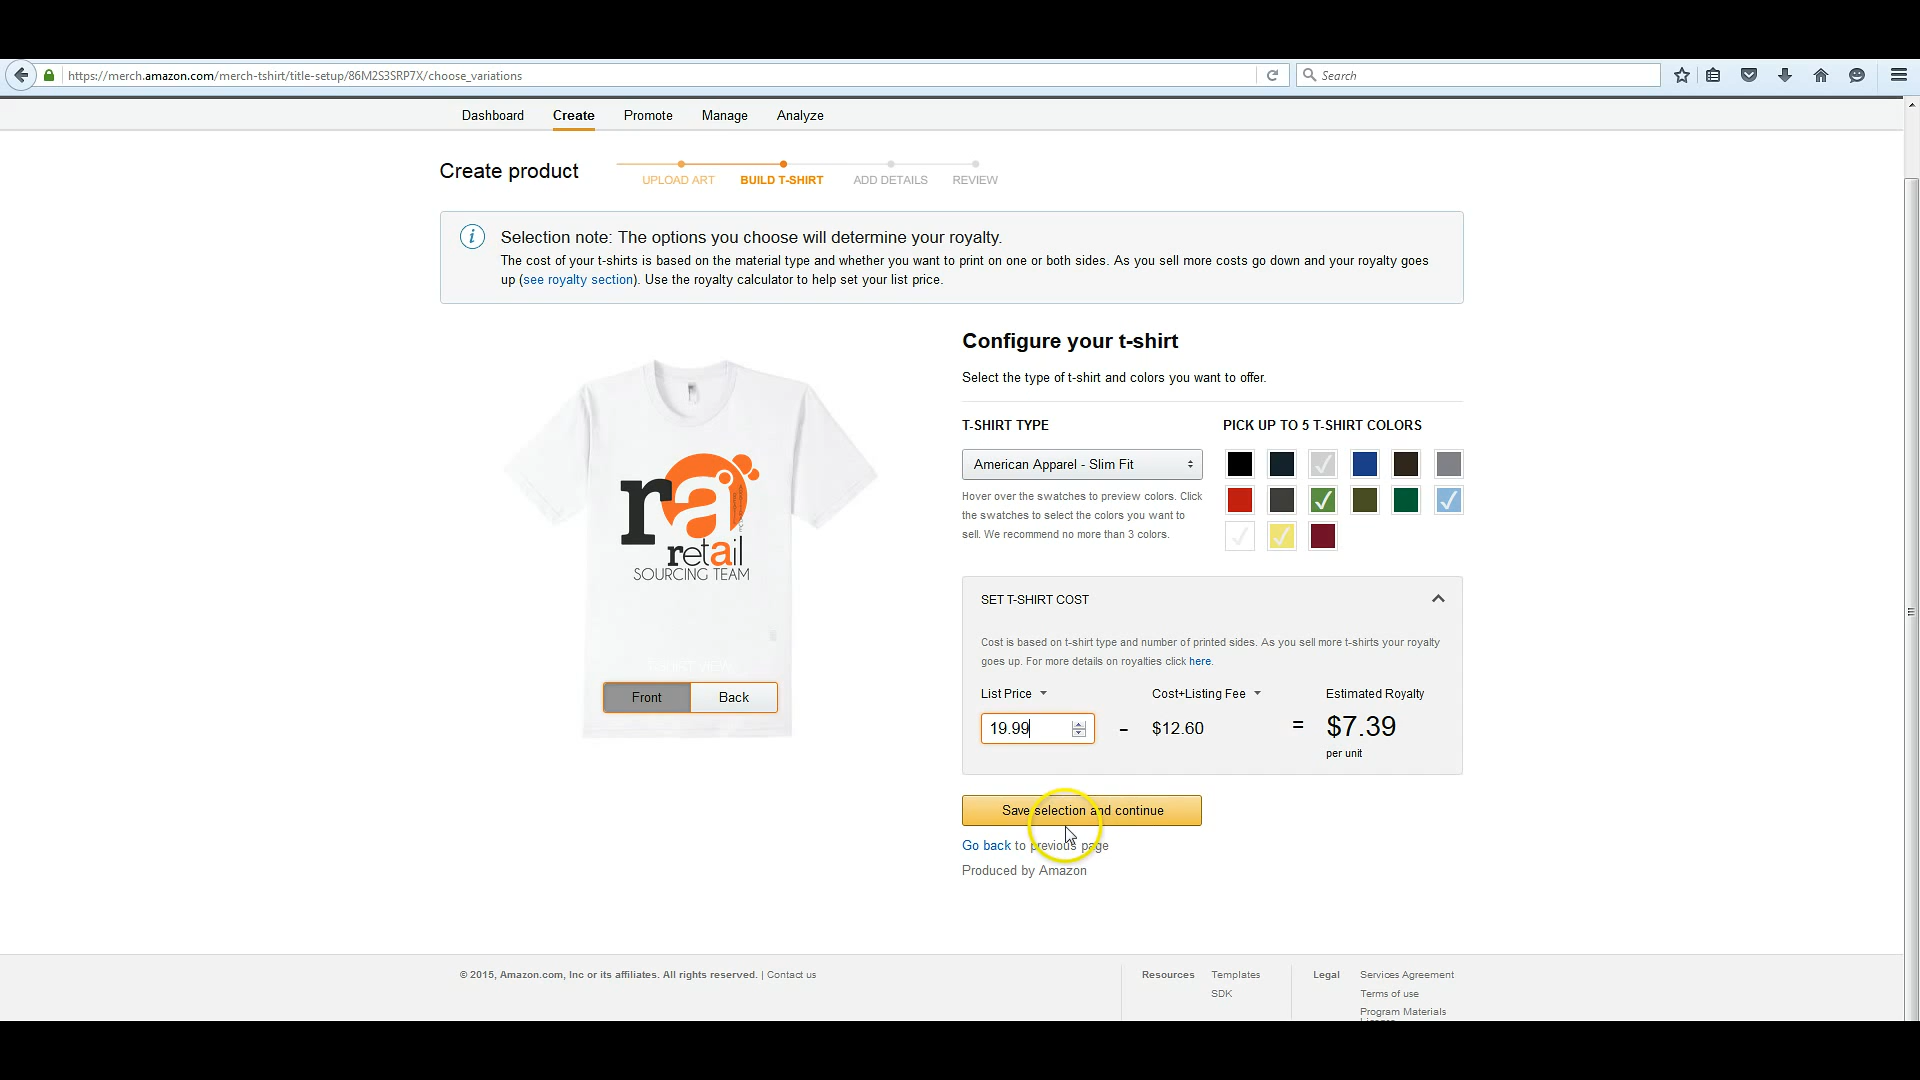 https://merch.amazon.com/merch-tshirt/title-setup/86M2S3SRP7X/choose_variations
Search
Dashboard Create Promote Manage Analyze
Create product
UPLOAD ART BUILD T-SHIRT ADD DETAILS REVIEW
Selection note: The options you choose will determine your royalty.
The cost of your t-shirts is based on the material type and whether you want to print on one or both sides. As you sell more costs go down and your royalty goes
up (see royalty section). Use the royalty calculator to help set your list price.
ra
retail
SOURCING TEAM
T-SHIRT VIEW
Front Back
Configure your t-shirt
Select the type of t-shirt and colors you want to offer.
T-SHIRT TYPE
American Apparel - Slim Fit
Hover over the swatches to preview colors. Click
the swatches to select the colors you want to
sell. We recommend no more than 3 colors.
PICK UP TO 5 T-SHIRT COLORS
SET T-SHIRT COST
Cost is based on t-shirt type and number of printed sides. As you sell more t-shirts your royalty
goes up. For more details on royalties click here.
List Price Cost+Listing Fee Estimated Royalty
19.99 - $12.60 = $7.39
per unit
Save selection and continue
Go back to previous page
Produced by Amazon
© 2015, Amazon.com, Inc or its affiliates. All rights reserved. | Contact us
Resources
Templates
SDK
Legal
Services Agreement
Terms of use
Program Materials